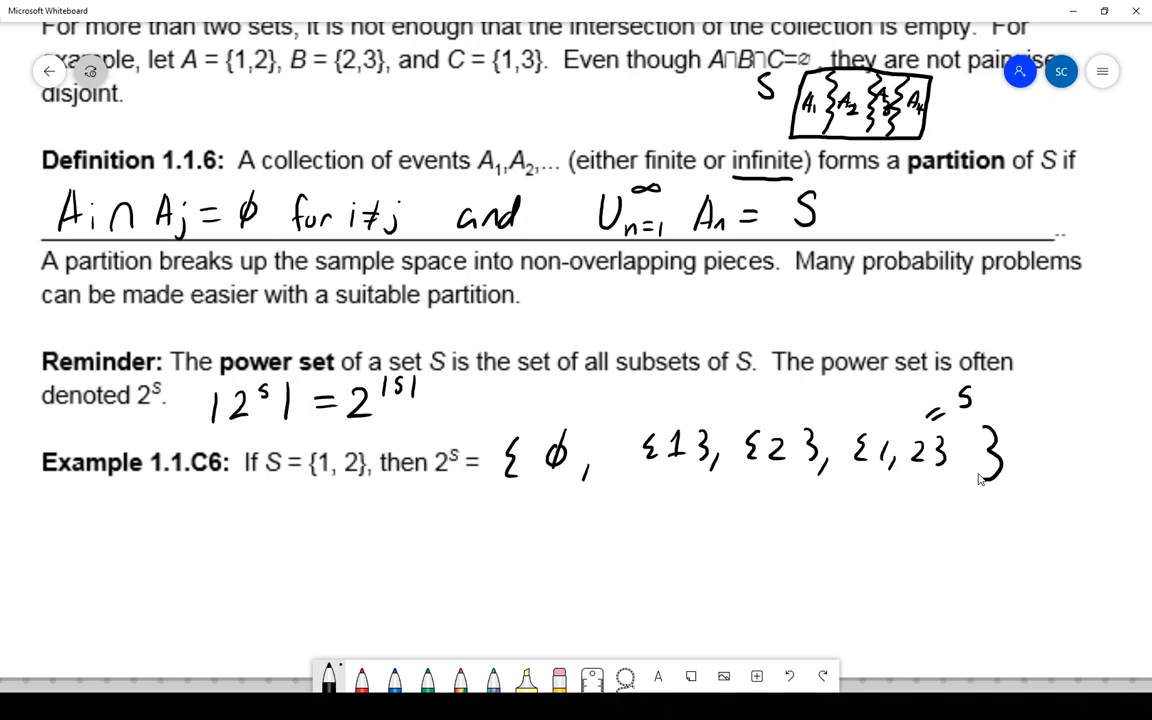 Microsoft Whiteboard
For more than two sets, it is not enough that the intersection of the collection is empty. For
example, let A = {1,2}, B = {2,3}, and C = {1,3}. Even though A∩B∩C=∅, they are not pairwise
disjoint.
S
A₁ A₂ A₄
SC
Definition 1.1.6: A collection of events A₁,A₂,... (either finite or infinite) forms a partition of S if
Aᵢ ∩ Aⱼ = ∅ for i≠j and ∪ₙ₌₁^∞ Aₙ = S
A partition breaks up the sample space into non-overlapping pieces. Many probability problems
can be made easier with a suitable partition.
Reminder: The power set of a set S is the set of all subsets of S. The power set is often
denoted 2ˢ. |2ˢ| = 2^|S|
= S
Example 1.1.C6: If S = {1, 2}, then 2ˢ = { ∅, {1}, {2}, {1,2} }
A